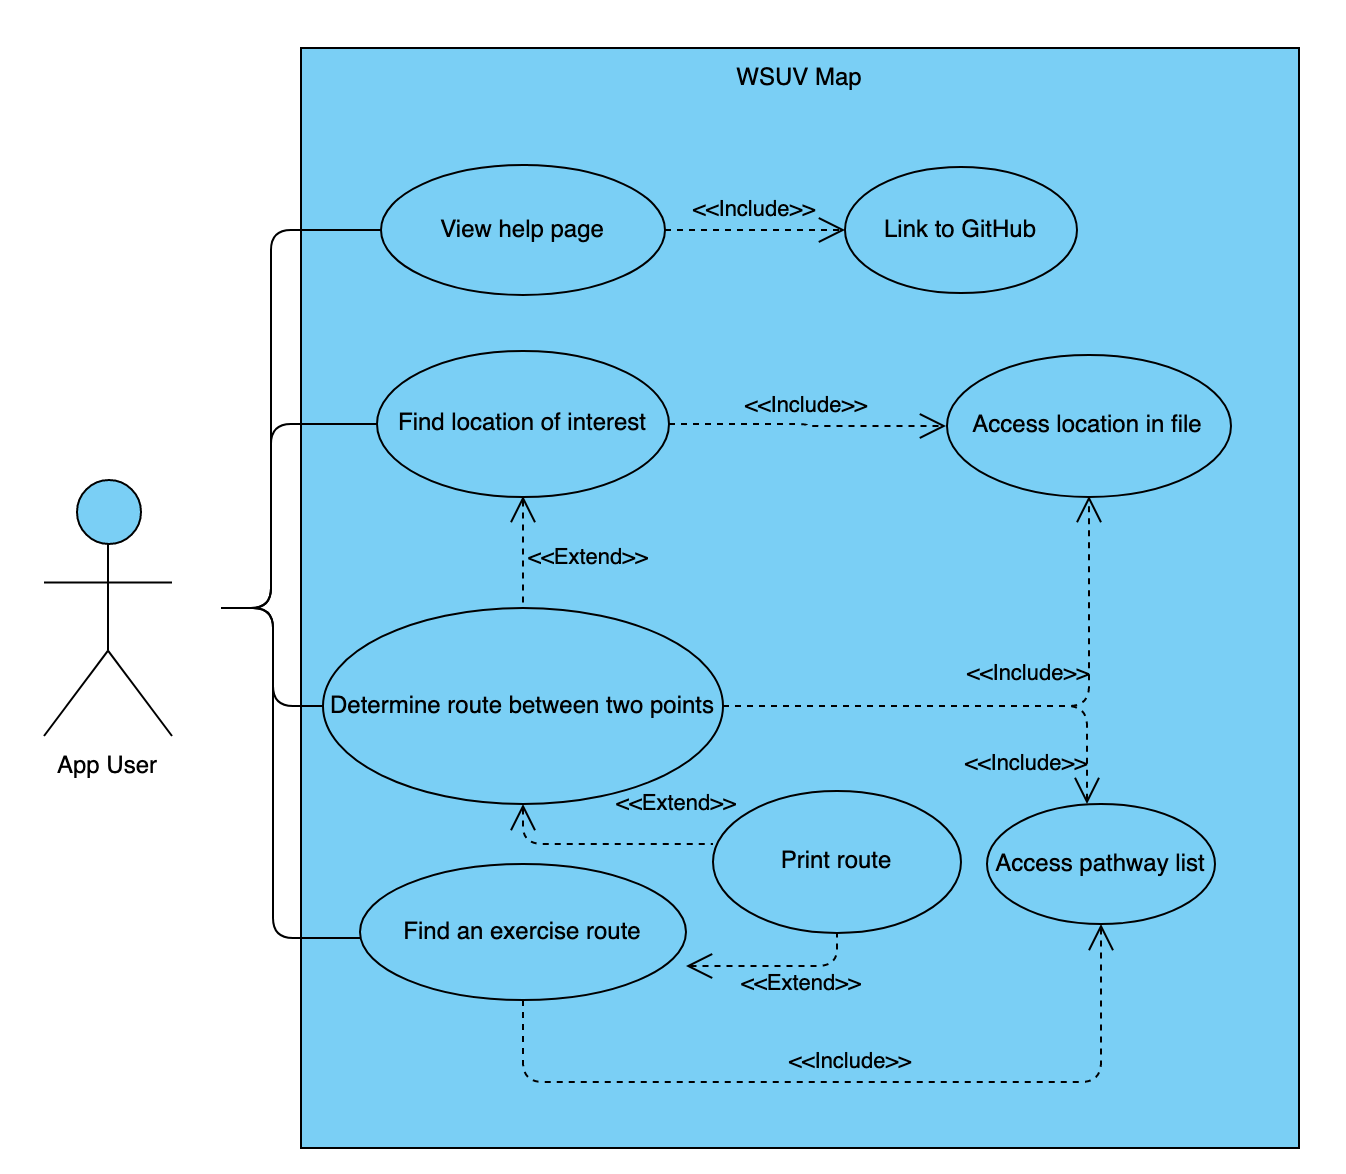 WSUV Map
View help page
<<Include>>
Link to GitHub
Find location of interest
<<Include>>
Access location in file
<<Extend>>
<<Include>>
Determine route between two points
App User
<<Include>>
<<Extend>>
Print route
Access pathway list
Find an exercise route
<<Extend>>
<<Include>>